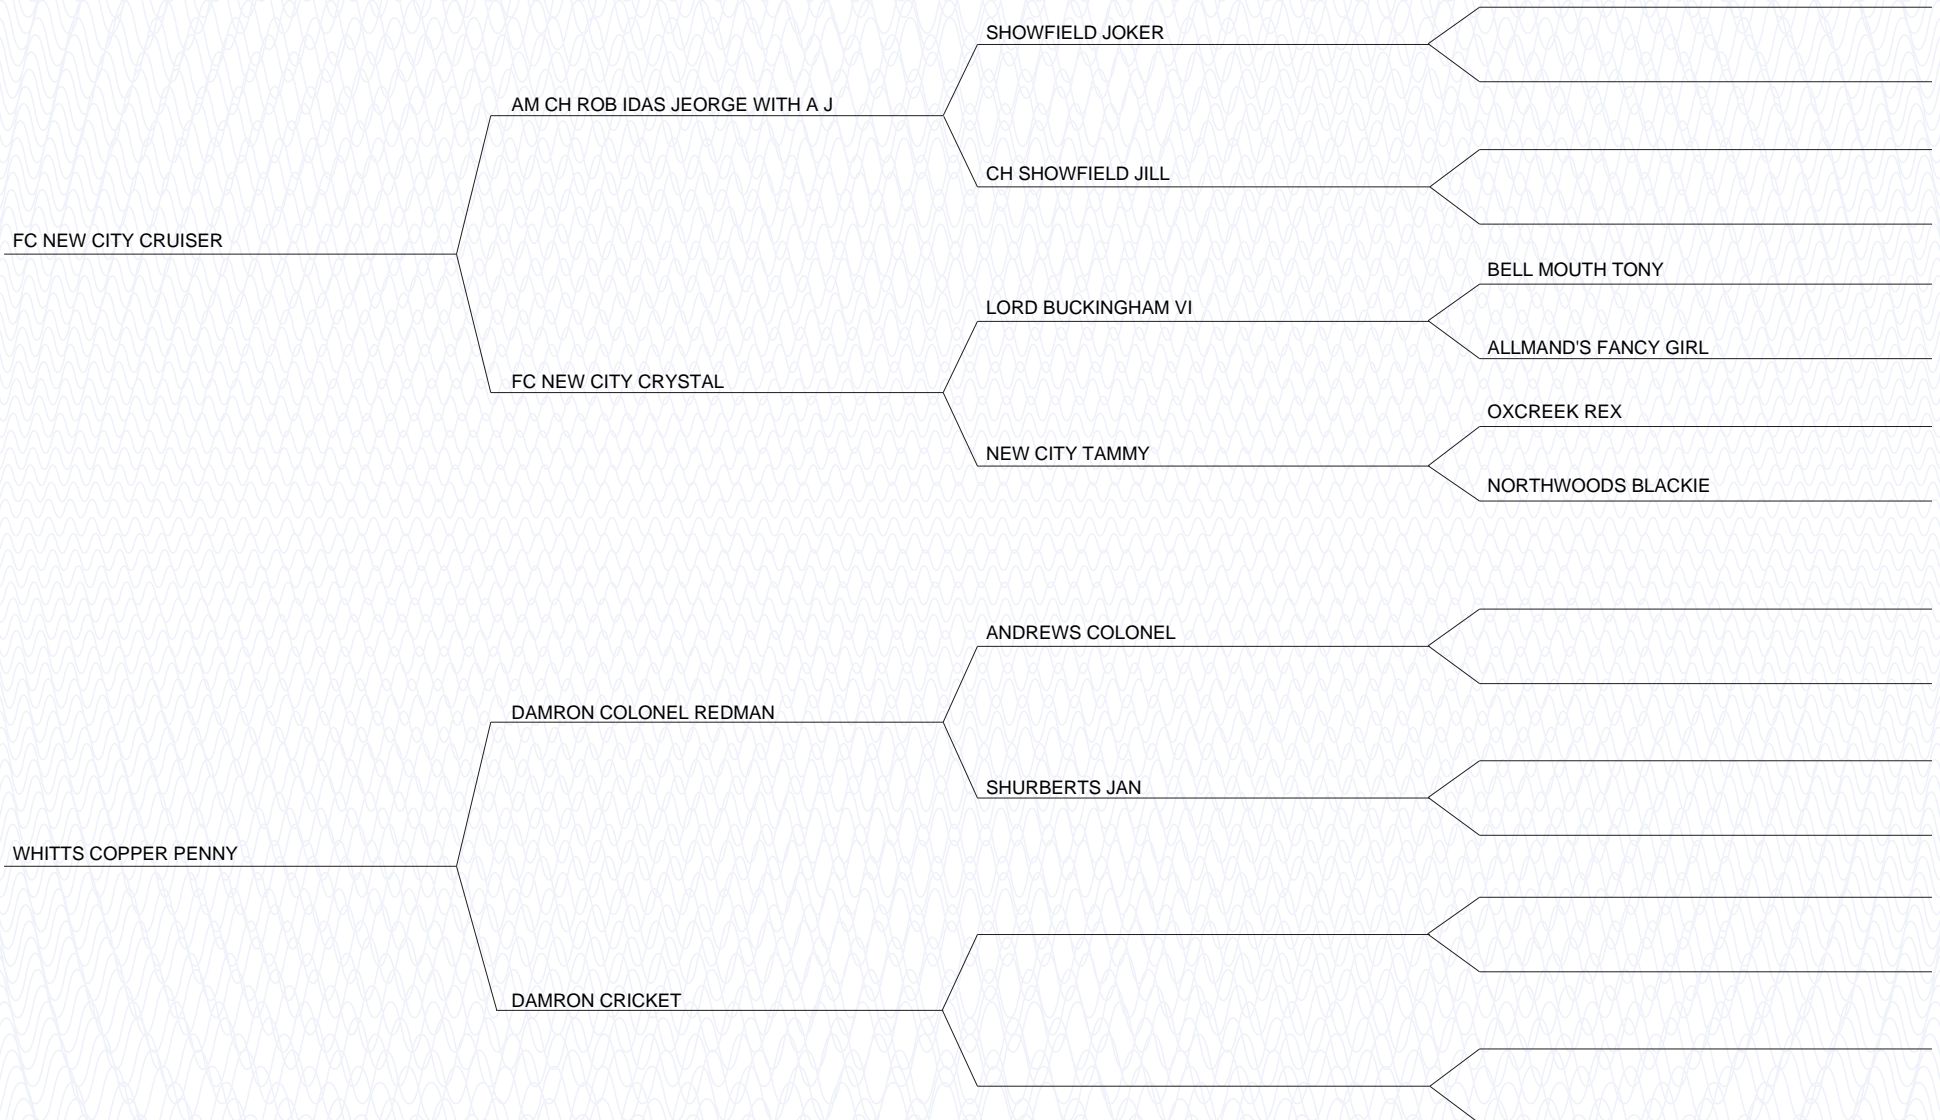 SHOWFIELD JOKER
AM CH ROB IDAS JEORGE WITH A J
CH SHOWFIELD JILL
FC NEW CITY CRUISER
BELL MOUTH TONY
LORD BUCKINGHAM VI
ALLMAND'S FANCY GIRL
FC NEW CITY CRYSTAL
OXCREEK REX
NEW CITY TAMMY
NORTHWOODS BLACKIE
ANDREWS COLONEL
DAMRON COLONEL REDMAN
SHURBERTS JAN
WHITTS COPPER PENNY
DAMRON CRICKET